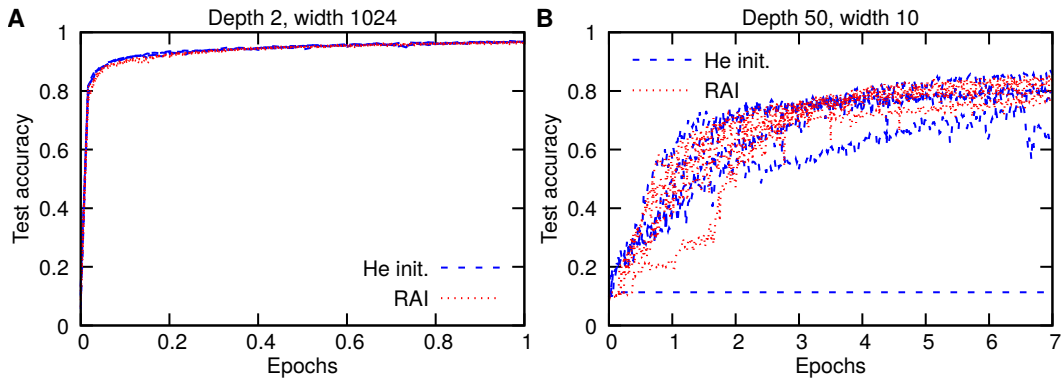 A
Depth 2, width 1024
Test accuracy
1
0.8
0.6
0.4
0.2
0
He init.
RAI
0
0.2
0.4
0.6
0.8
1
Epochs
B
Depth 50, width 10
Test accuracy
1
0.8
0.6
0.4
0.2
0
He init.
RAI
0
1
2
3
4
5
6
7
Epochs